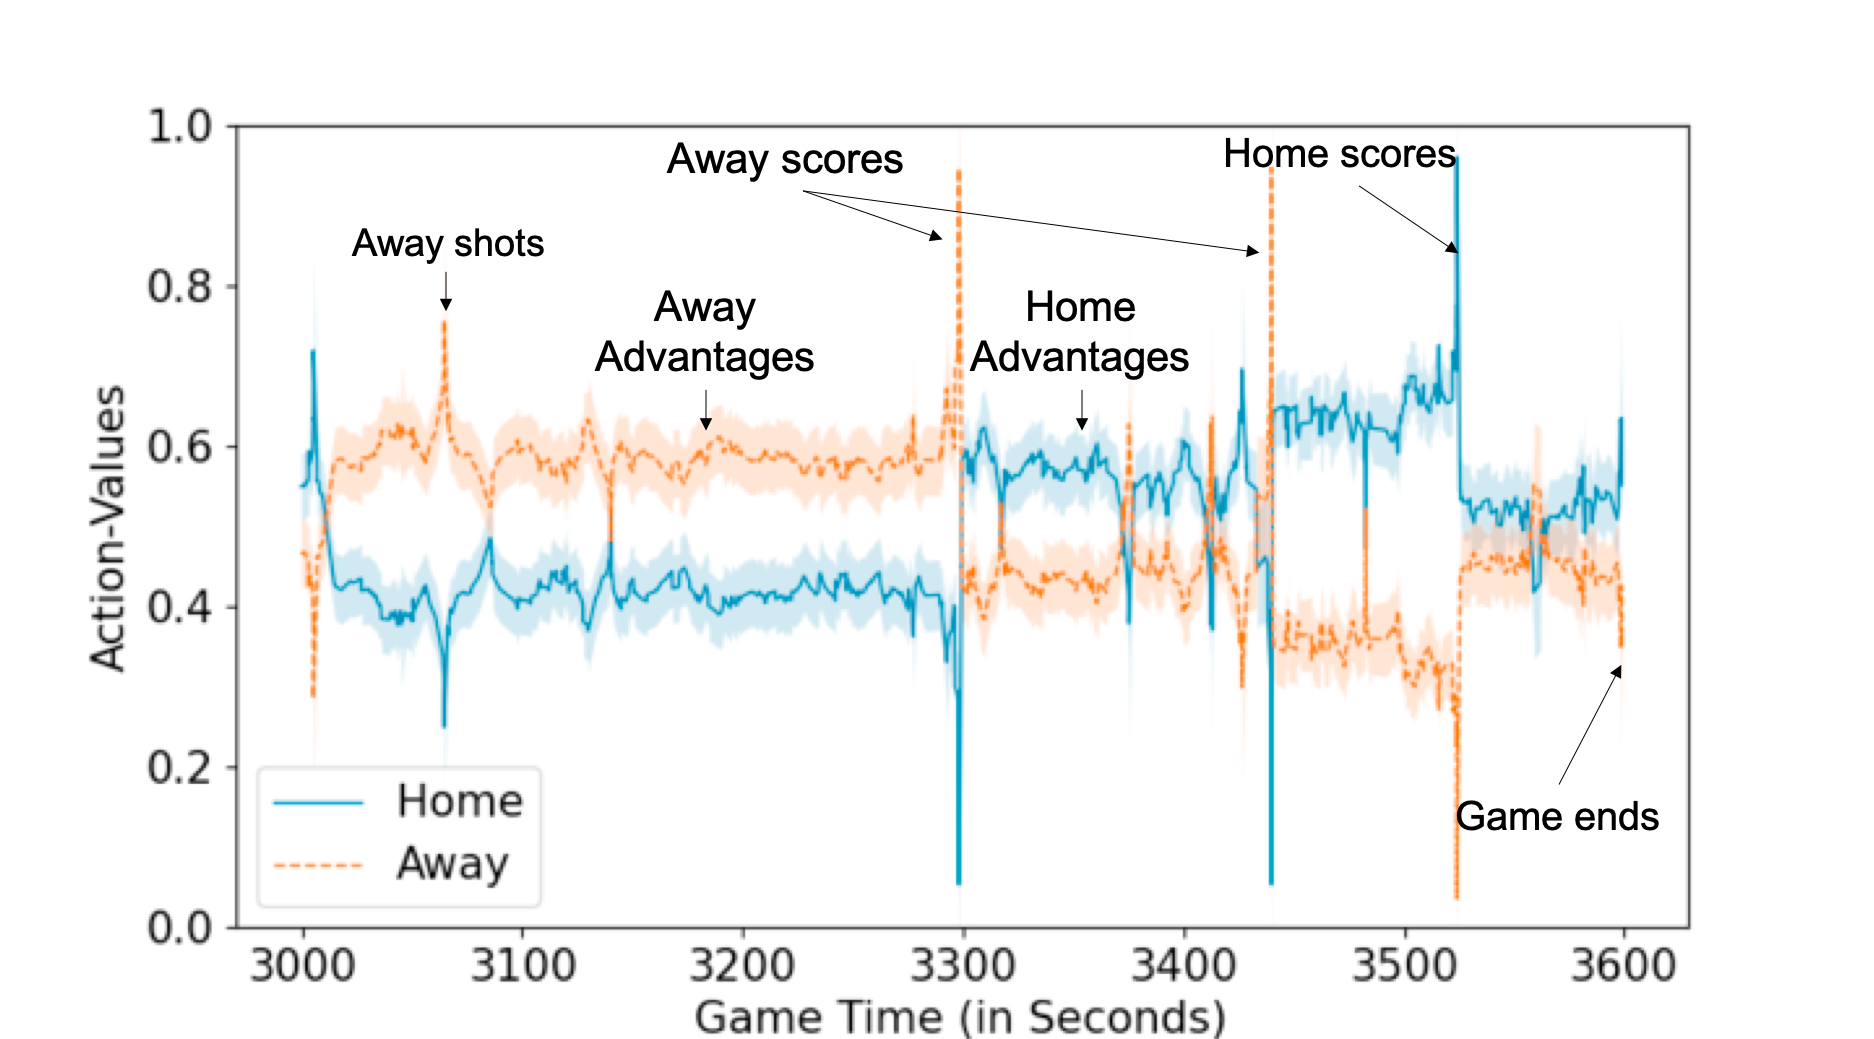 1.0
0.8
0.6
0.4
0.2
0.0
Action-Values
Away scores
Home scores
Away shots
Away
Advantages
Home
Advantages
Game ends
Home
Away
3000 3100 3200 3300 3400 3500 3600
Game Time (in Seconds)